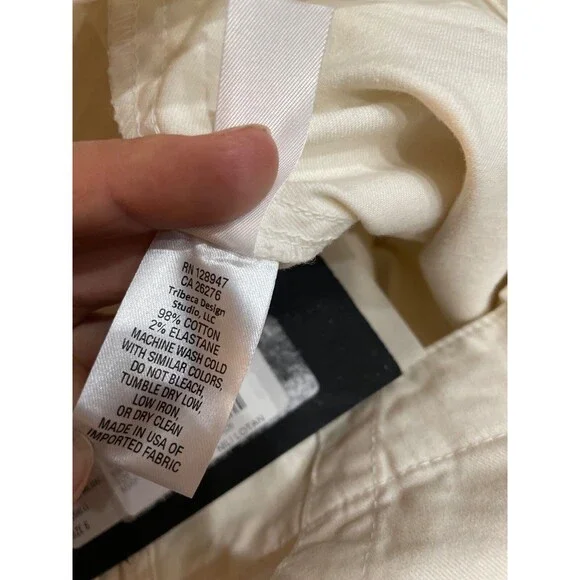 RN 128947
CA 26276
Tribeca Design
Studio, LLC
98% COTTON
2% ELASTANE
MACHINE WASH COLD
WITH SIMILAR COLORS,
DO NOT BLEACH,
TUMBLE DRY LOW,
LOW IRON,
OR DRY CLEAN
MADE IN USA OF
IMPORTED FABRIC